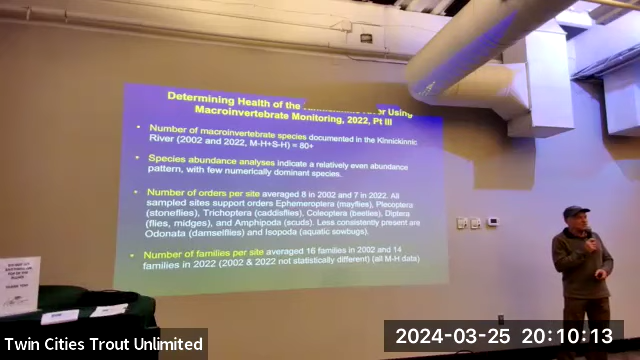 Determining Health of the Kinnickinnic River Using
Macroinvertebrate Monitoring, 2022, Pt III
• Number of macroinvertebrate species documented in the Kinnickinnic
River (2002 and 2022, M-H+S-H) = 80+
• Species abundance analyses indicate a relatively even abundance
pattern, with few numerically dominant species.
• Number of orders per site averaged 8 in 2002 and 7 in 2022. All
sampled sites support orders Ephemeroptera (mayflies), Plecoptera
(stoneflies), Trichoptera (caddisflies), Coleoptera (beetles), Diptera
(flies, midges), and Amphipoda (scuds). Less consistently present are
Odonata (damselflies) and Isopoda (aquatic sowbugs).
• Number of families per site averaged 16 families in 2002 and 14
families in 2022 (2002 & 2022 not statistically different) (all M-H data)
Twin Cities Trout Unlimited
2024-03-25 20:10:13